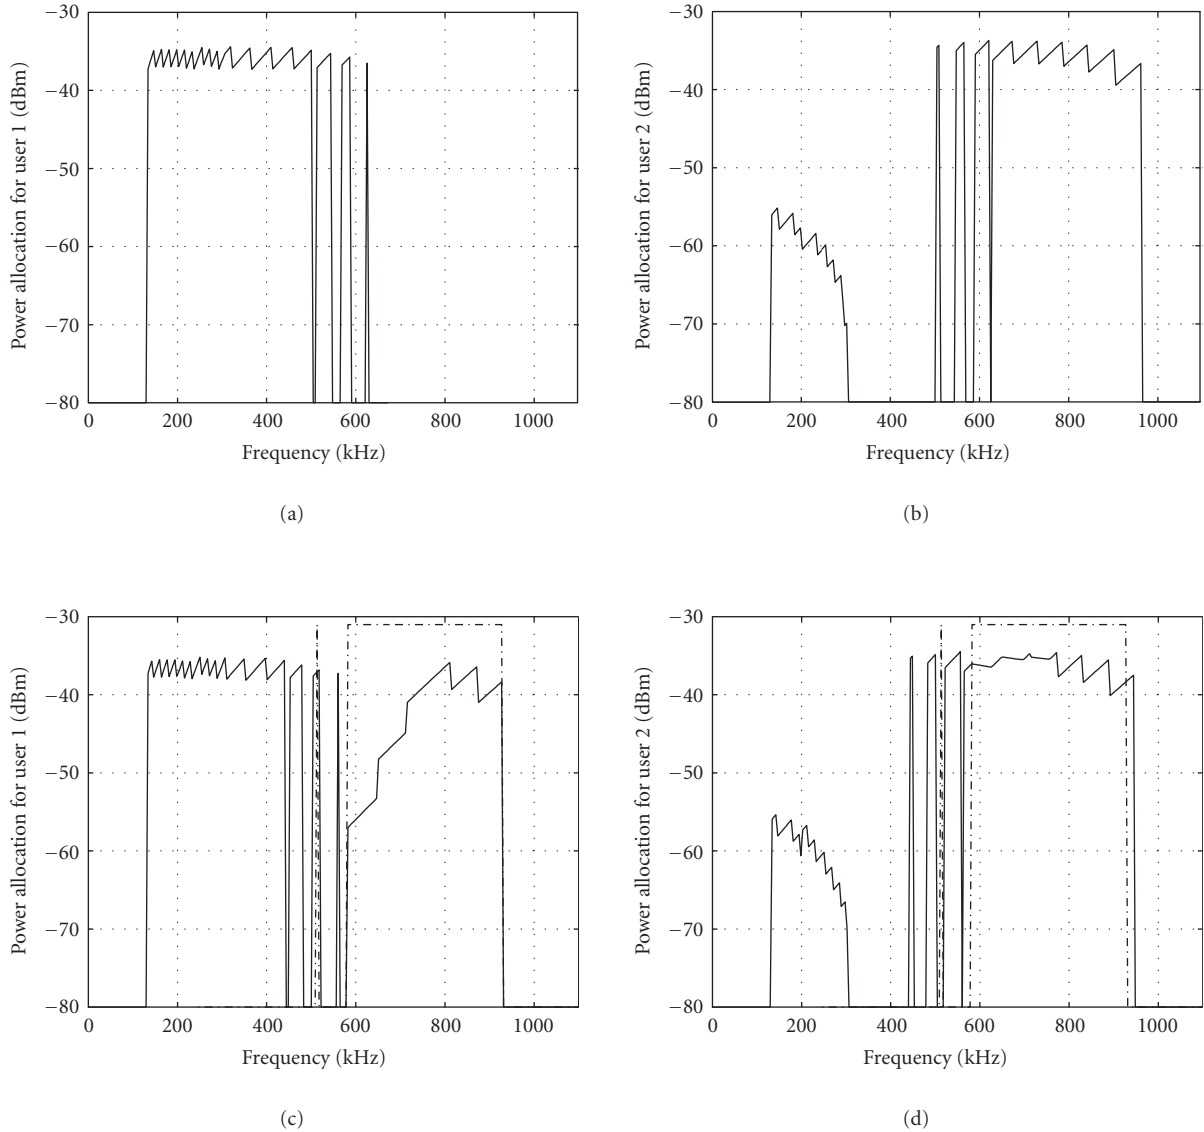 Power allocation for user 1 (dBm)
−30
−40
−50
−60
−70
−80
0 200 400 600 800 1000
Frequency (kHz)
(a)
Power allocation for user 2 (dBm)
−30
−40
−50
−60
−70
−80
0 200 400 600 800 1000
Frequency (kHz)
(b)
Power allocation for user 1 (dBm)
−30
−40
−50
−60
−70
−80
0 200 400 600 800 1000
Frequency (kHz)
(c)
Power allocation for user 2 (dBm)
−30
−40
−50
−60
−70
−80
0 200 400 600 800 1000
Frequency (kHz)
(d)